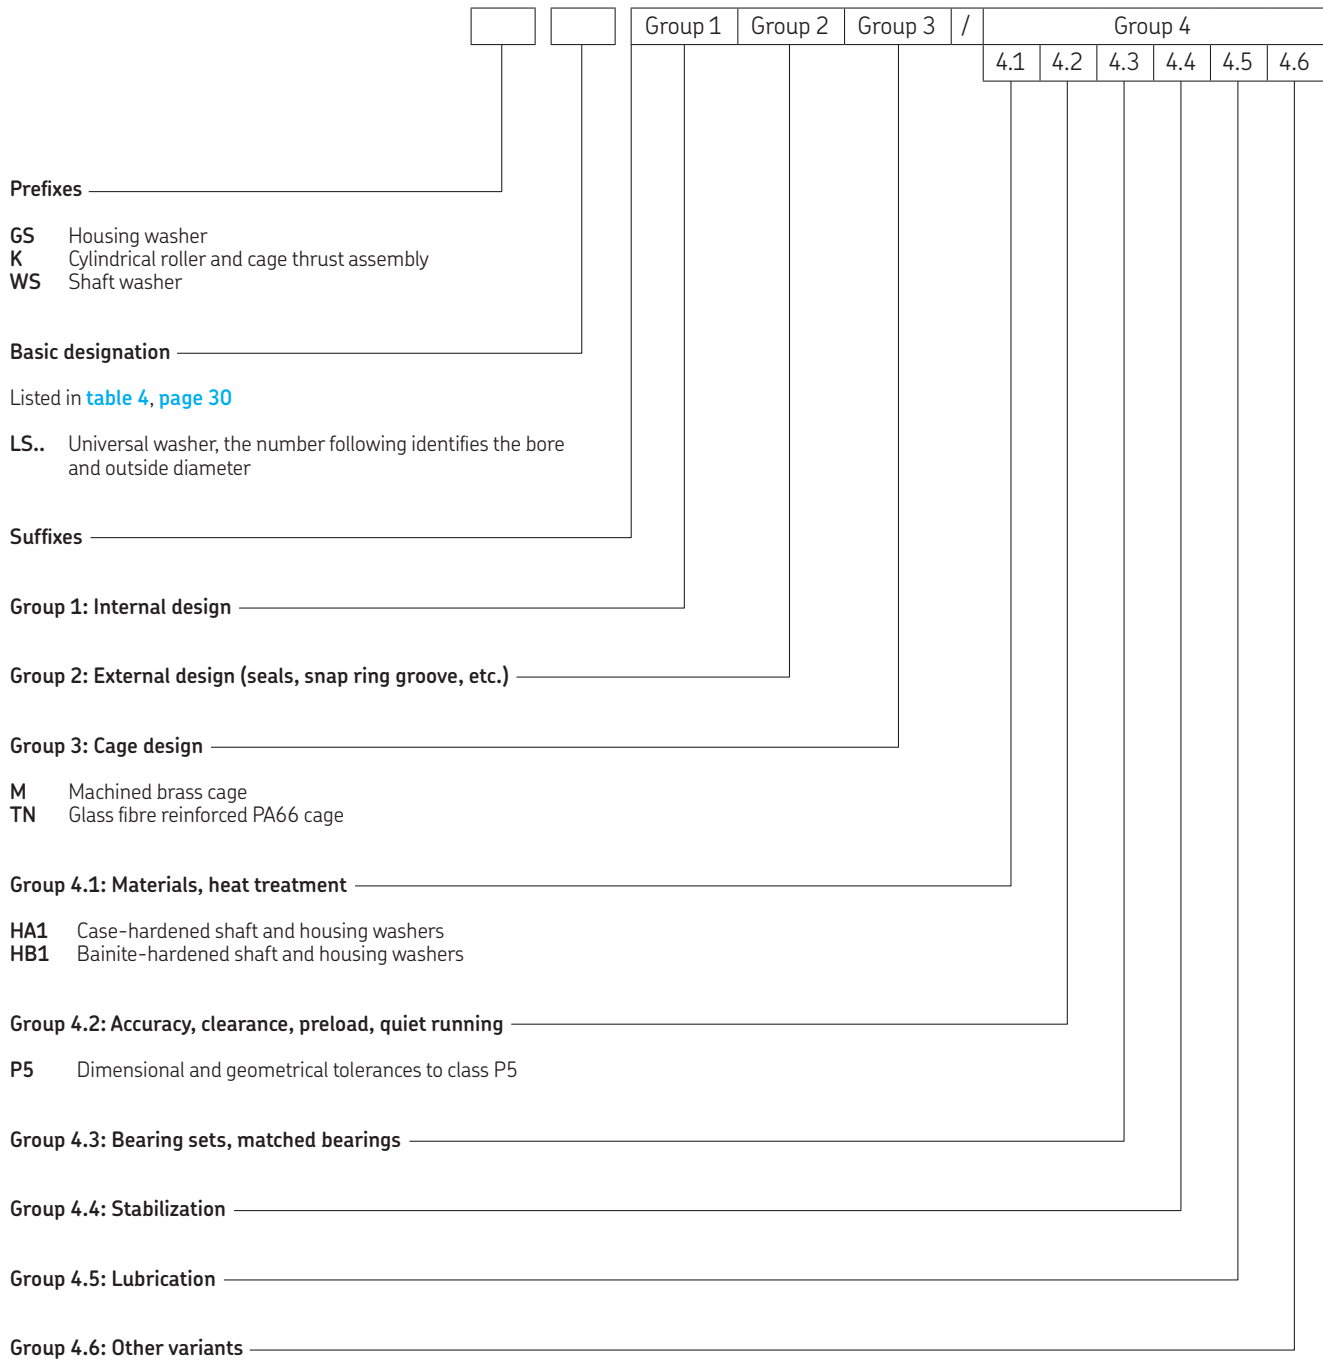 Group 1 Group 2 Group 3 / Group 4
4.1 4.2 4.3 4.4 4.5 4.6
Prefixes
GS Housing washer
K Cylindrical roller and cage thrust assembly
WS Shaft washer
Basic designation
Listed in table 4, page 30
LS.. Universal washer, the number following identifies the bore
and outside diameter
Suffixes
Group 1: Internal design
Group 2: External design (seals, snap ring groove, etc.)
Group 3: Cage design
M Machined brass cage
TN Glass fibre reinforced PA66 cage
Group 4.1: Materials, heat treatment
HA1 Case-hardened shaft and housing washers
HB1 Bainite-hardened shaft and housing washers
Group 4.2: Accuracy, clearance, preload, quiet running
P5 Dimensional and geometrical tolerances to class P5
Group 4.3: Bearing sets, matched bearings
Group 4.4: Stabilization
Group 4.5: Lubrication
Group 4.6: Other variants